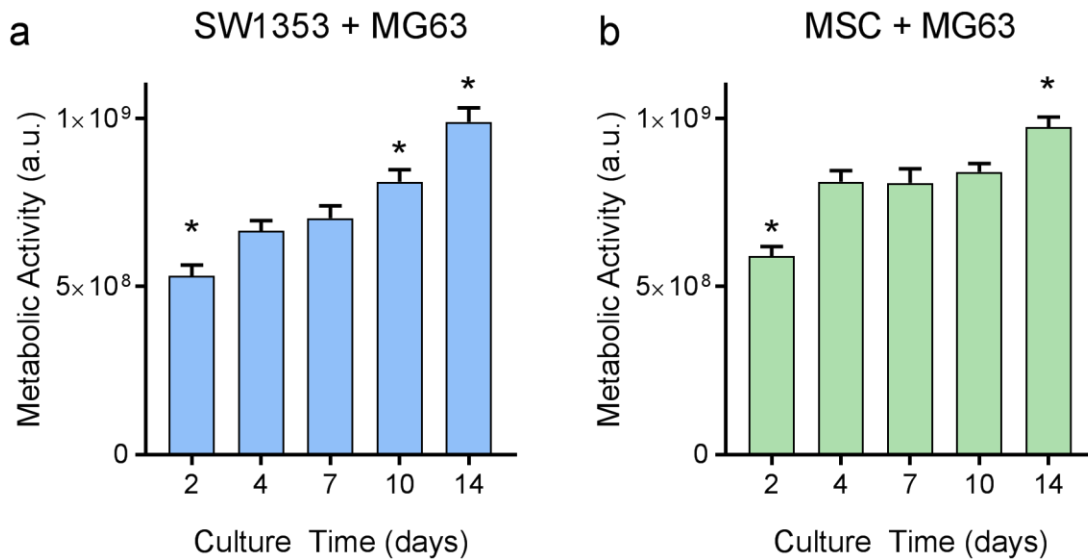 a
SW1353 + MG63
Metabolic Activity (a.u.)
1×10⁹
5×10⁸
0
*
*
*
2 4 7 10 14
Culture Time (days)
b
MSC + MG63
Metabolic Activity (a.u.)
1×10⁹
5×10⁸
0
*
*
2 4 7 10 14
Culture Time (days)